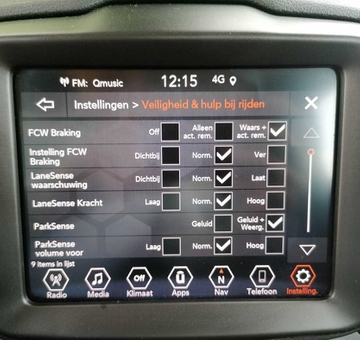 FM: Qmusic 12:15 4G
Instellingen > Veiligheid & hulp bij rijden
FCW Braking Off Alleen act. rem. Waars + act. rem.
Instelling FCW Braking Dichtbij Norm. Ver
LaneSense waarschuwing Dichtbij Norm. Laat
LaneSense Kracht Laag Norm. Hoog
ParkSense Geluid Geluid + Weerg.
ParkSense volume voor Laag Norm. Hoog
9 items in lijst
Off N
Radio Media Klimaat Apps Nav Telefoon Instelling.